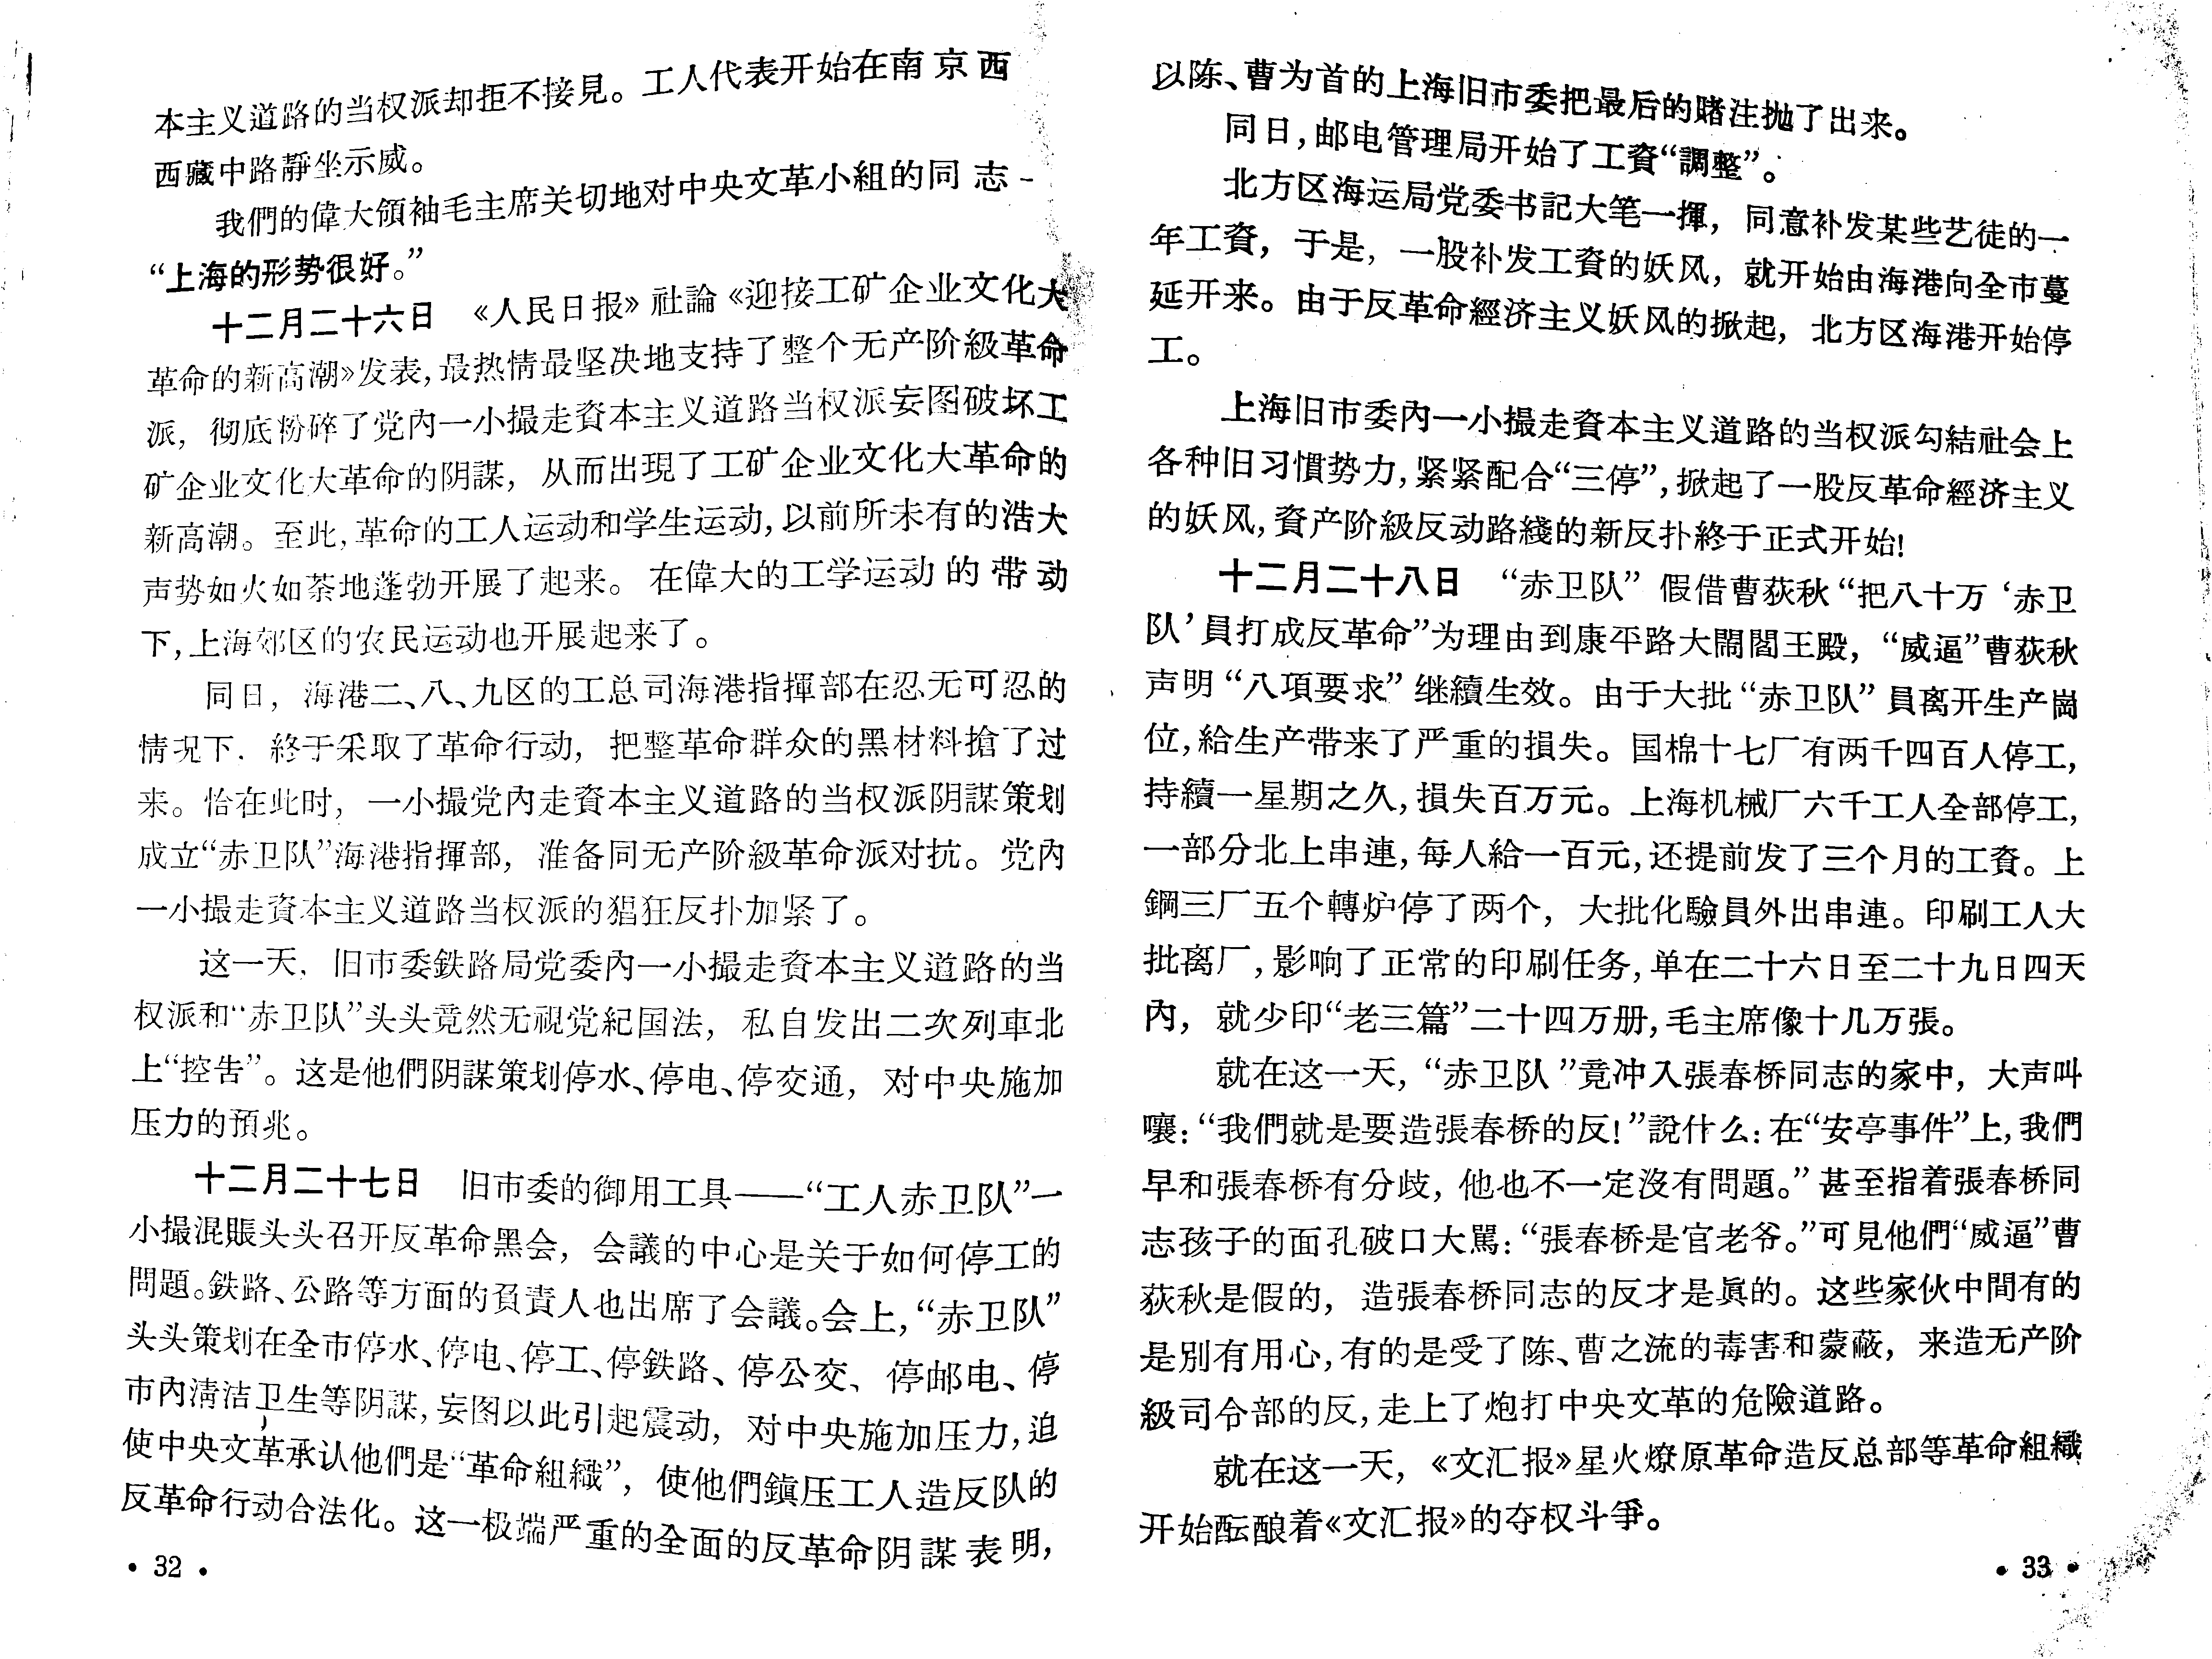 本主义道路的当权派却拒不接見。工人代表开始在南京西
西藏中路靜坐示威。
我們的偉大領袖毛主席关切地对中央文革小組的同志
“上海的形势很好。”
十二月二十六日 《人民日报》社論《迎接工矿企业文化大
革命的新高潮》发表,最热情最坚决地支持了整个无产阶級革命
派，彻底粉碎了党內一小撮走資本主义道路当权派妄图破坏工
矿企业文化大革命的阴謀，从而出現了工矿企业文化大革命的
新高潮。至此,革命的工人运动和学生运动,以前所未有的浩大
声势如火如荼地蓬勃开展了起来。在偉大的工学运动的带动
下,上海郊区的农民运动也开展起来了。
同日，海港二、八、九区的工总司海港指揮部在忍无可忍的
情况下．終于采取了革命行动，把整革命群众的黑材料搶了过
来。恰在此时，一小撮党內走資本主义道路的当权派阴謀策划
成立“赤卫队”海港指揮部，准备同无产阶級革命派对抗。党內
一小撮走資本主义道路当权派的猖狂反扑加紧了。
这一天，旧市委鉄路局党委內一小撮走資本主义道路的当
权派和“赤卫队”头头竟然无視党紀国法，私自发出二次列車北
上“控告”。这是他們阴謀策划停水、停电、停交通，对中央施加
压力的預兆。
十二月二十七日 旧市委的御用工具——“工人赤卫队”一
小撮混賬头头召开反革命黑会，会議的中心是关于如何停工的
問題。鉄路、公路等方面的負責人也出席了会議。会上,“赤卫队”
头头策划在全市停水、停电、停工、停鉄路、停公交、停邮电、停
市內清洁卫生等阴謀,妄图以此引起震动，对中央施加压力,迫
使中央文革承认他們是“革命組織”，使他們鎮压工人造反队的
反革命行动合法化。这一极端严重的全面的反革命阴謀表明，
• 32 •
以陈、曹为首的上海旧市委把最后的賭注拋了出来。
同日,邮电管理局开始了工資“調整”。
北方区海运局党委书記大笔一揮，同意补发某些艺徒的一
年工資，于是，一股补发工資的妖风，就开始由海港向全市蔓
延开来。由于反革命經济主义妖风的掀起，北方区海港开始停
工。
上海旧市委內一小撮走資本主义道路的当权派勾結社会上
各种旧习慣势力,紧紧配合“三停”,掀起了一股反革命經济主义
的妖风,資产阶級反动路綫的新反扑終于正式开始!
十二月二十八日 “赤卫队”假借曹荻秋“把八十万‘赤卫
队’員打成反革命”为理由到康平路大鬧閻王殿，“威逼”曹荻秋
声明“八項要求”继續生效。由于大批“赤卫队”員离开生产崗
位,給生产带来了严重的損失。国棉十七厂有两千四百人停工,
持續一星期之久,損失百万元。上海机械厂六千工人全部停工,
一部分北上串連,每人給一百元,还提前发了三个月的工資。上
鋼三厂五个轉炉停了两个，大批化驗員外出串連。印刷工人大
批离厂,影响了正常的印刷任务,单在二十六日至二十九日四天
內，就少印“老三篇”二十四万册,毛主席像十几万張。
就在这一天，“赤卫队”竟冲入張春桥同志的家中，大声叫
嚷:“我們就是要造張春桥的反!”說什么:在“安亭事件”上,我們
早和張春桥有分歧，他也不一定沒有問題。”甚至指着張春桥同
志孩子的面孔破口大罵:“張春桥是官老爷。”可見他們“威逼”曹
荻秋是假的，造張春桥同志的反才是眞的。这些家伙中間有的
是別有用心,有的是受了陈、曹之流的毒害和蒙蔽，来造无产阶
級司令部的反,走上了炮打中央文革的危險道路。
就在这一天，《文汇报》星火燎原革命造反总部等革命組織
开始酝酿着《文汇报》的夺权斗爭。
• 33 •